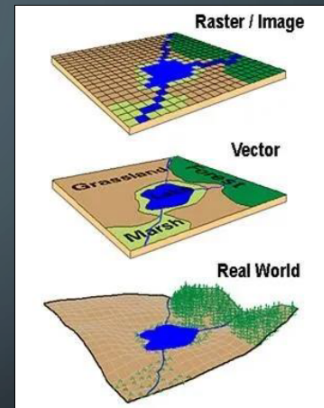 Raster / Image
Vector
Grassland
Forest
Marsh
Real World